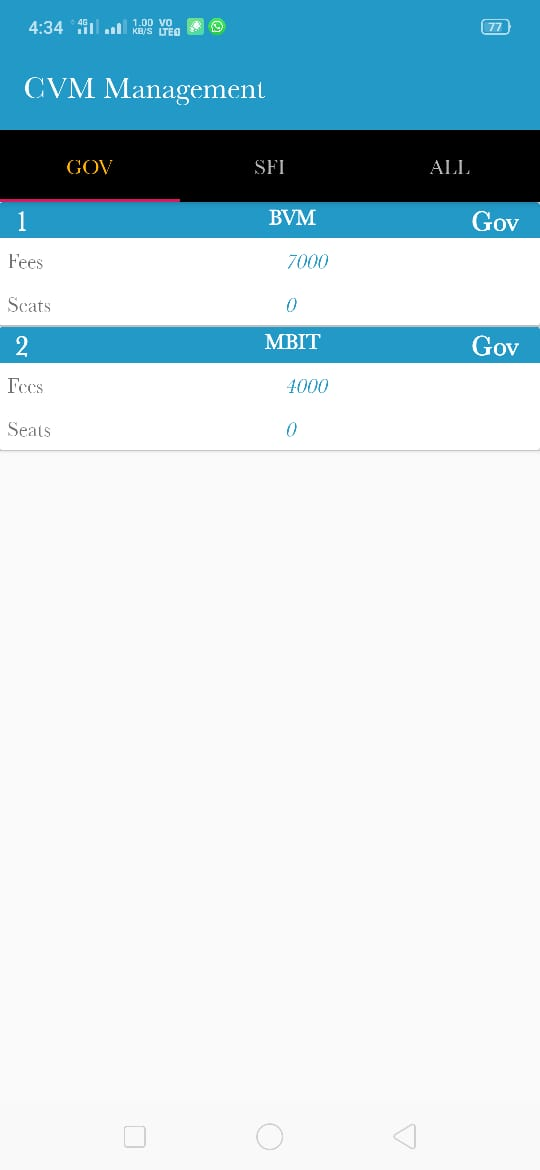 4:34 4G 1.00 KB/S VO LTE 77
CVM Management
GOV SFI ALL
1 BVM Gov
Fees 7000
Seats 0
2 MBIT Gov
Fees 4000
Seats 0